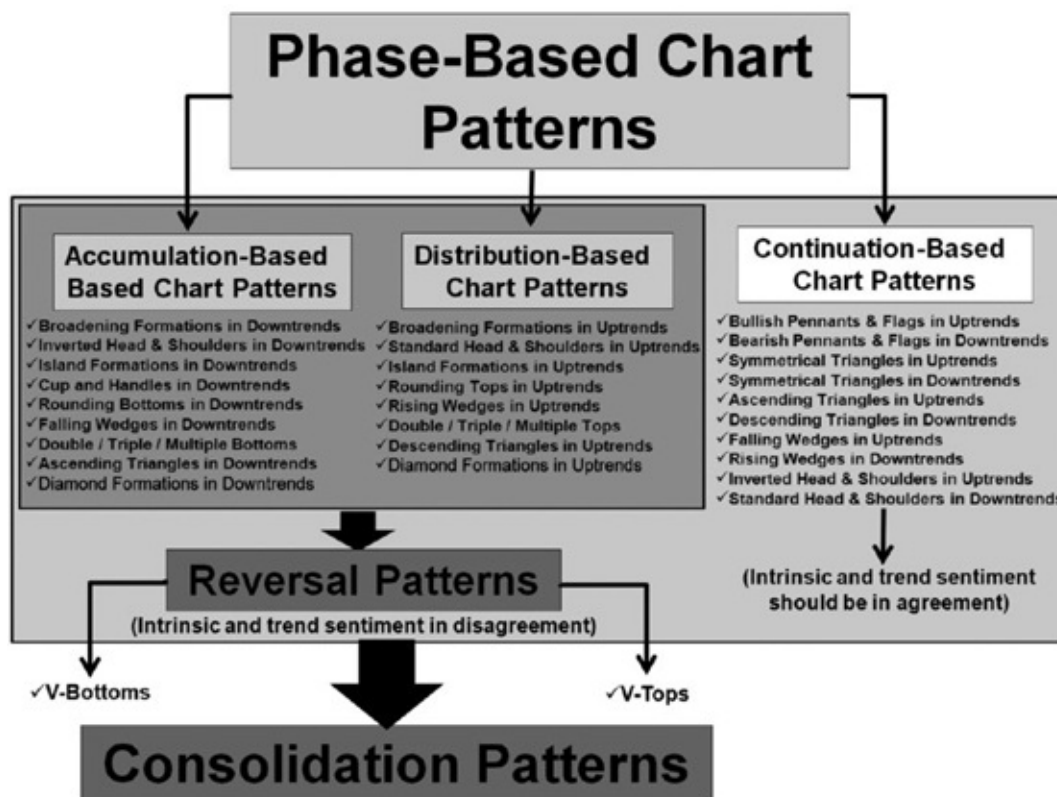 Phase-Based Chart
Patterns
Accumulation-Based
Based Chart Patterns
✓Broadening Formations in Downtrends
✓Inverted Head & Shoulders in Downtrends
✓Island Formations in Downtrends
✓Cup and Handles in Downtrends
✓Rounding Bottoms in Downtrends
✓Falling Wedges in Downtrends
✓Double / Triple / Multiple Bottoms
✓Ascending Triangles in Downtrends
✓Diamond Formations in Downtrends
Distribution-Based
Chart Patterns
✓Broadening Formations in Uptrends
✓Standard Head & Shoulders in Uptrends
✓Island Formations in Uptrends
✓Rounding Tops in Uptrends
✓Rising Wedges in Uptrends
✓Double / Triple / Multiple Tops
✓Descending Triangles in Uptrends
✓Diamond Formations in Uptrends
Continuation-Based
Chart Patterns
✓Bullish Pennants & Flags in Uptrends
✓Bearish Pennants & Flags in Downtrends
✓Symmetrical Triangles in Uptrends
✓Symmetrical Triangles in Downtrends
✓Ascending Triangles in Uptrends
✓Descending Triangles in Downtrends
✓Falling Wedges in Uptrends
✓Rising Wedges in Downtrends
✓Inverted Head & Shoulders in Uptrends
✓Standard Head & Shoulders in Downtrends
(Intrinsic and trend sentiment
should be in agreement)
Reversal Patterns
(Intrinsic and trend sentiment in disagreement)
✓V-Bottoms
✓V-Tops
Consolidation Patterns